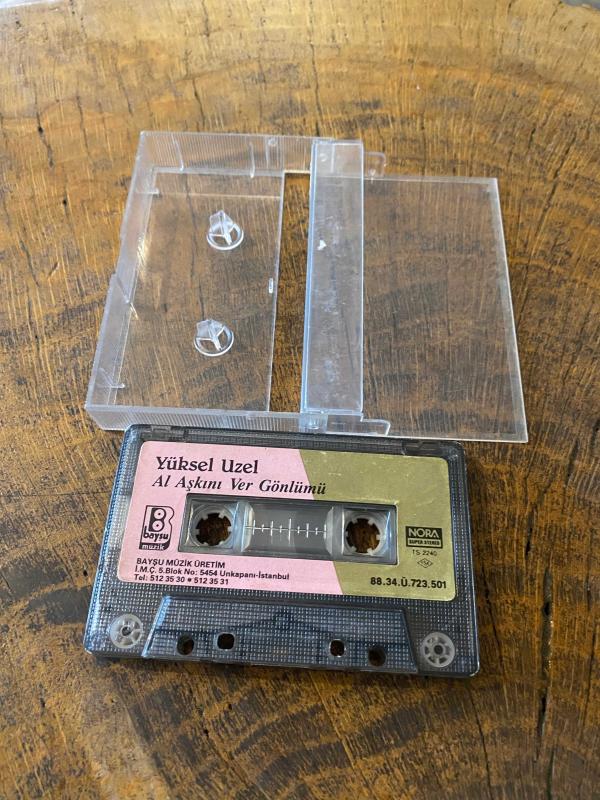 Yüksel Uzel
Al Aşkını Ver Gönlümü
B
baysu
müzik
NORA
SUPER STEREO
TS 2240
BAYSU MÜZİK ÜRETİM
İ.M.Ç. 5.Blok No: 5454 Unkapanı-İstanbul
Tel: 512 35 30 * 512 35 31
88.34.Ü.723.501